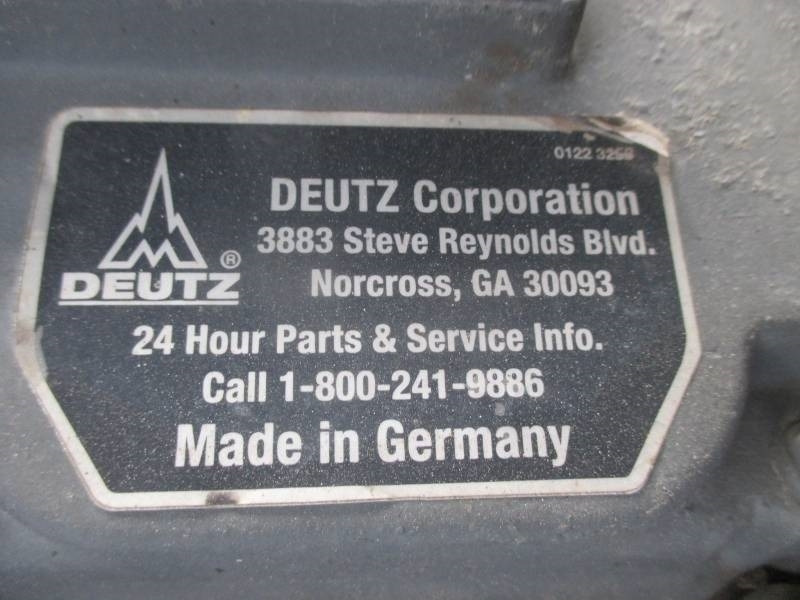 0122 3258
DEUTZ Corporation
3883 Steve Reynolds Blvd.
Norcross, GA 30093
DEUTZ®
24 Hour Parts & Service Info.
Call 1-800-241-9886
Made in Germany